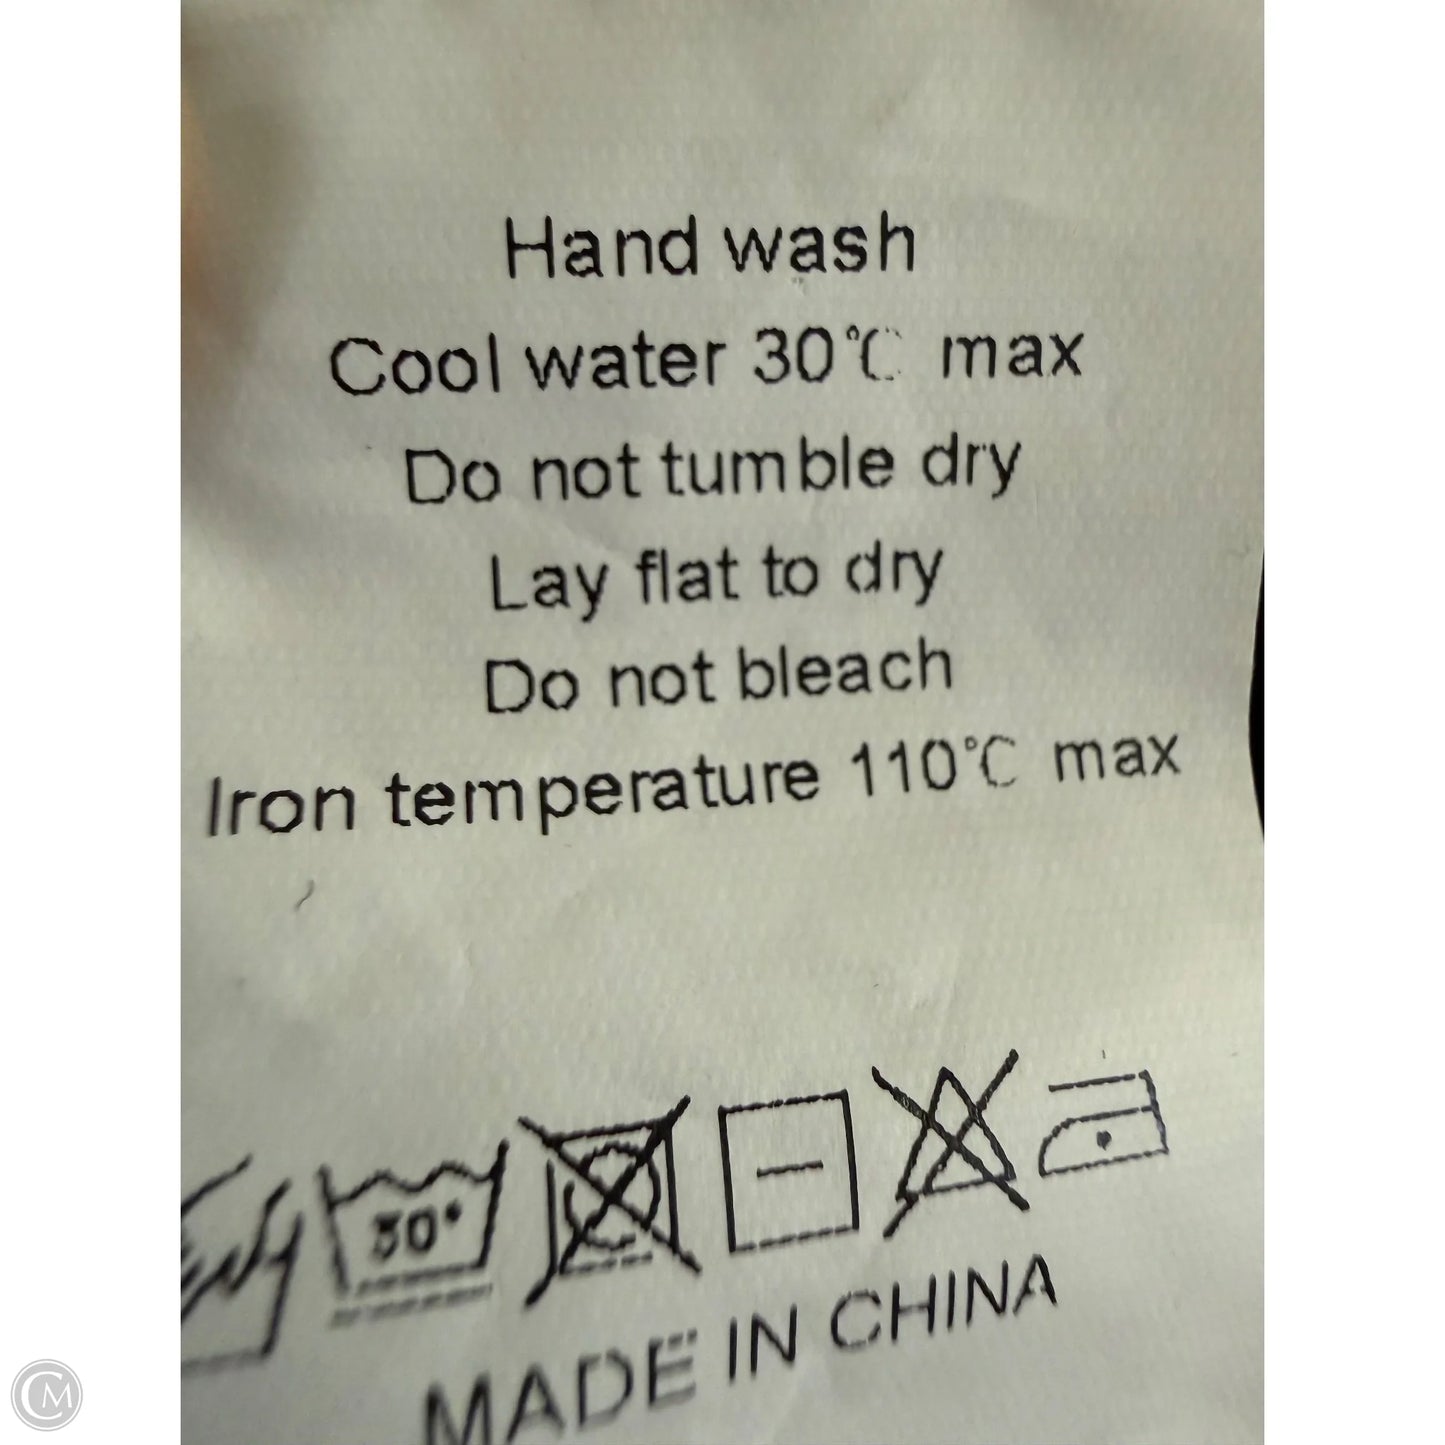 Hand wash
Cool water 30℃ max
Do not tumble dry
Lay flat to dry
Do not bleach
Iron temperature 110℃ max
30°
MADE IN CHINA
CM